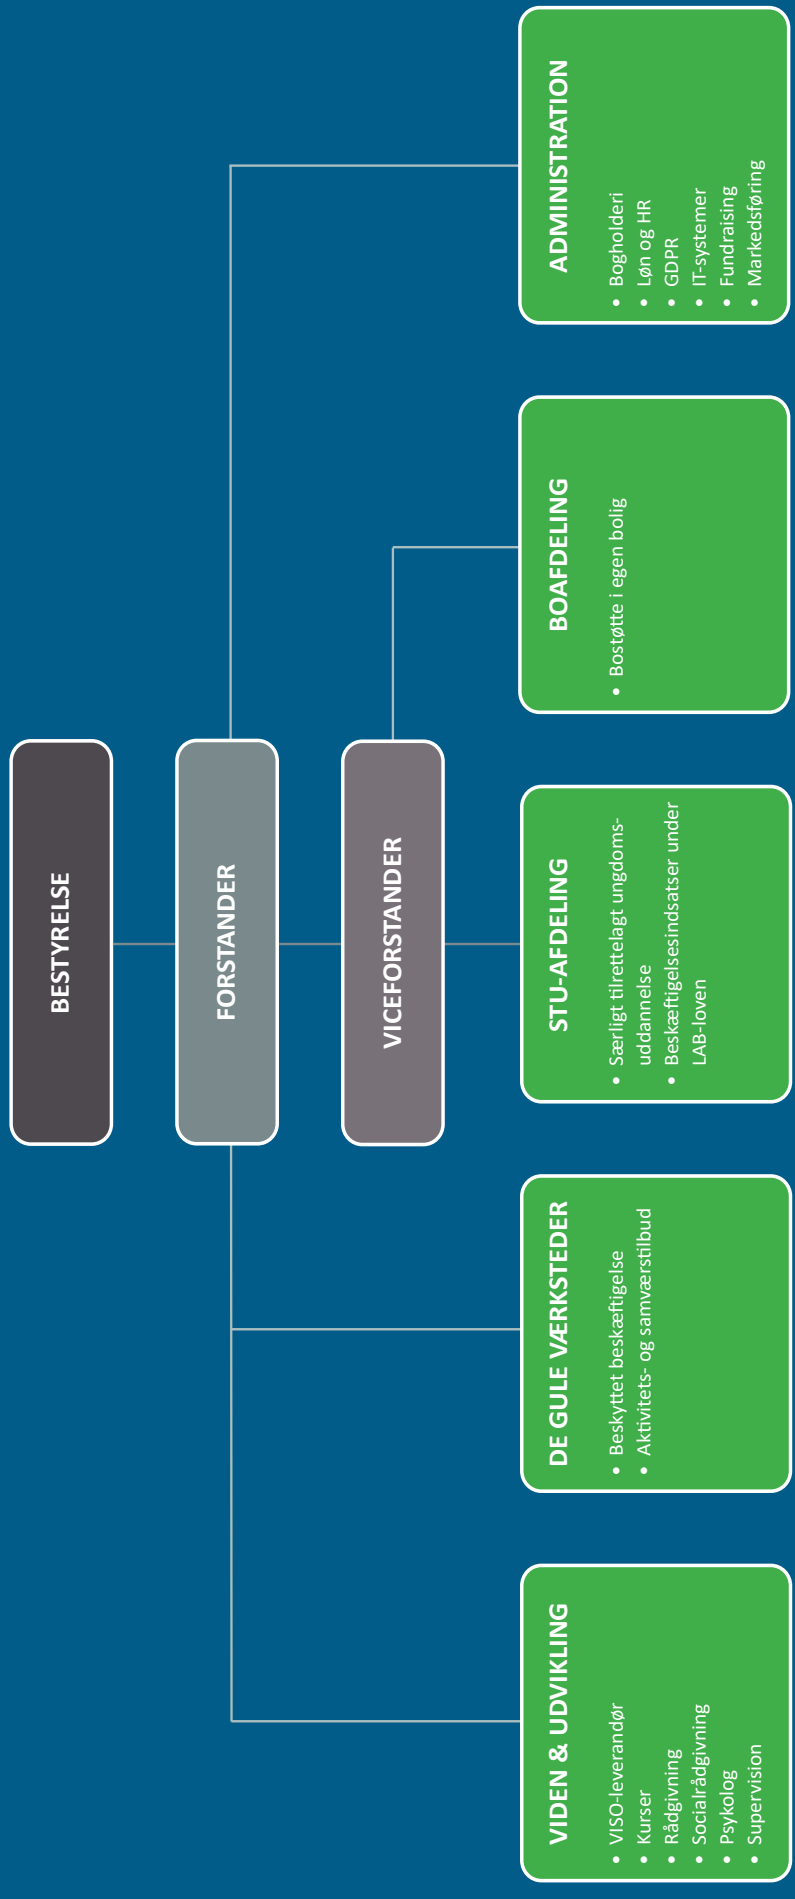 BESTYRELSE
FORSTANDER
VICEFORSTANDER
VIDEN & UDVIKLING
• VISO-leverandør
• Kurser
• Rådgivning
• Socialrådgivning
• Psykolog
• Supervision
DE GULE VÆRKSTEDER
• Beskyttet beskæftigelse
• Aktivitets- og samværstilbud
STU-AFDELING
• Særligt tilrettelagt ungdoms-
uddannelse
• Beskæftigelsesindsatser under
LAB-loven
BOAFDELING
• Bostøtte i egen bolig
ADMINISTRATION
• Bogholderi
• Løn og HR
• GDPR
• IT-systemer
• Fundraising
• Markedsføring